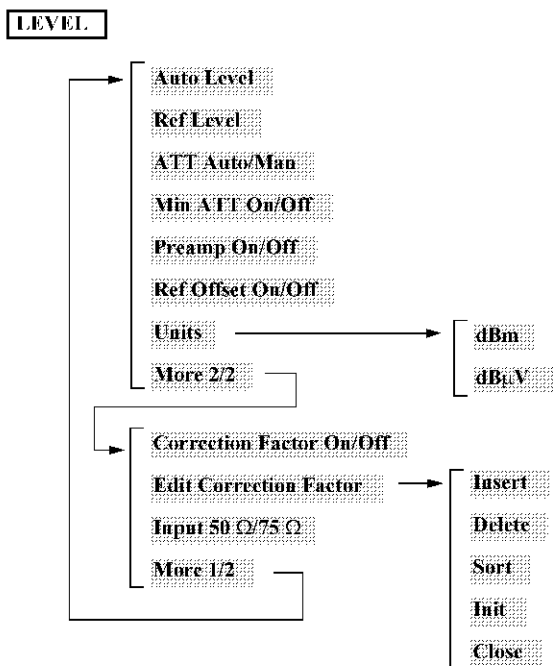 LEVEL
Auto Level
Ref Level
ATT Auto/Man
Min ATT On/Off
Preamp On/Off
Ref Offset On/Off
Units
dBm
More 2/2
dBμV
Correction Factor On/Off
Edit Correction Factor
Insert
Input 50 Ω/75 Ω
Delete
More 1/2
Sort
Init
Close